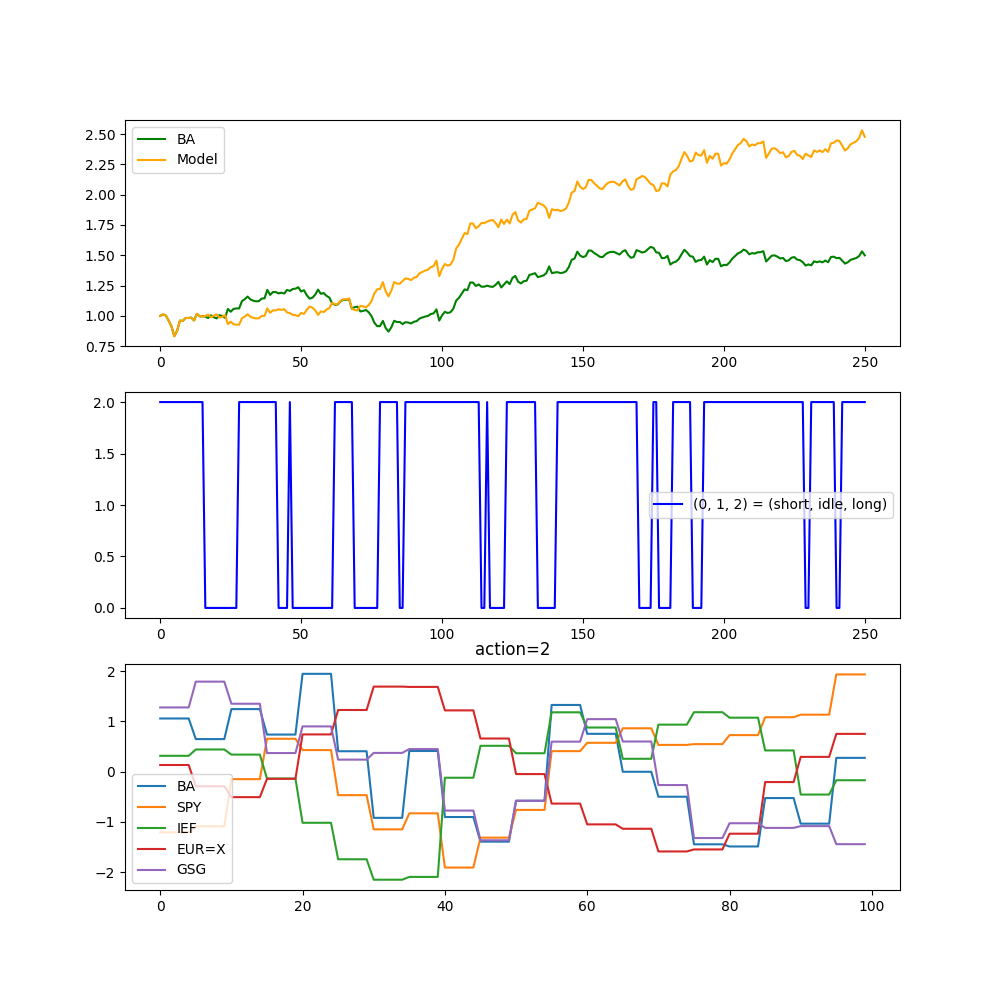 2.50
2.25
2.00
1.75
1.50
1.25
1.00
0.75
BA
Model
0 50 100 150 200 250
2.0
1.5
1.0
0.5
0.0
(0, 1, 2) = (short, idle, long)
0 50 100 150 200 250
action=2
2
1
0
−1
−2
BA
SPY
IEF
EUR=X
GSG
0 20 40 60 80 100